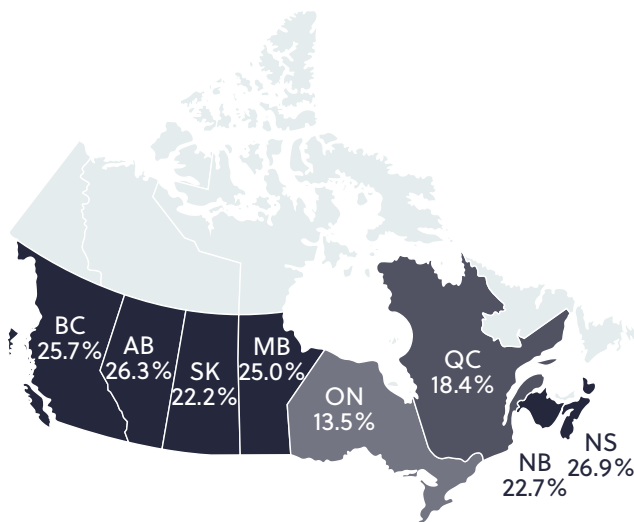 BC
25.7%
AB
26.3%
SK
22.2%
MB
25.0%
ON
13.5%
QC
18.4%
NB
22.7%
NS
26.9%